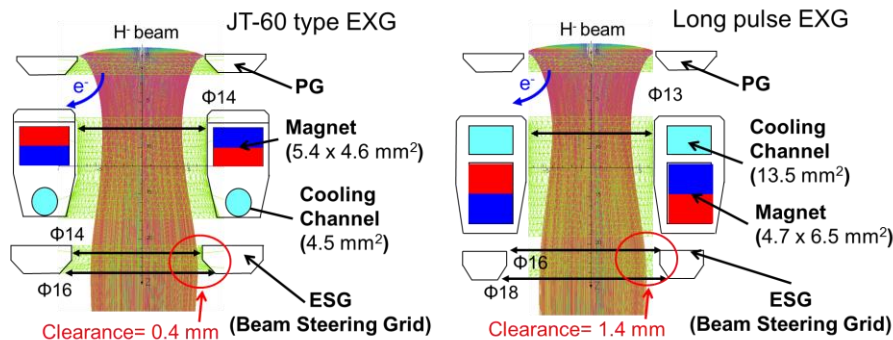 JT-60 type EXG
H- beam
e-
PG
Φ14
Magnet
(5.4 x 4.6 mm²)
Cooling
Channel
(4.5 mm²)
Φ14
Φ16
ESG
(Beam Steering Grid)
Clearance= 0.4 mm
Long pulse EXG
H- beam
e-
PG
Φ13
Cooling
Channel
(13.5 mm²)
Magnet
(4.7 x 6.5 mm²)
Φ16
Φ18
ESG
(Beam Steering Grid)
Clearance= 1.4 mm